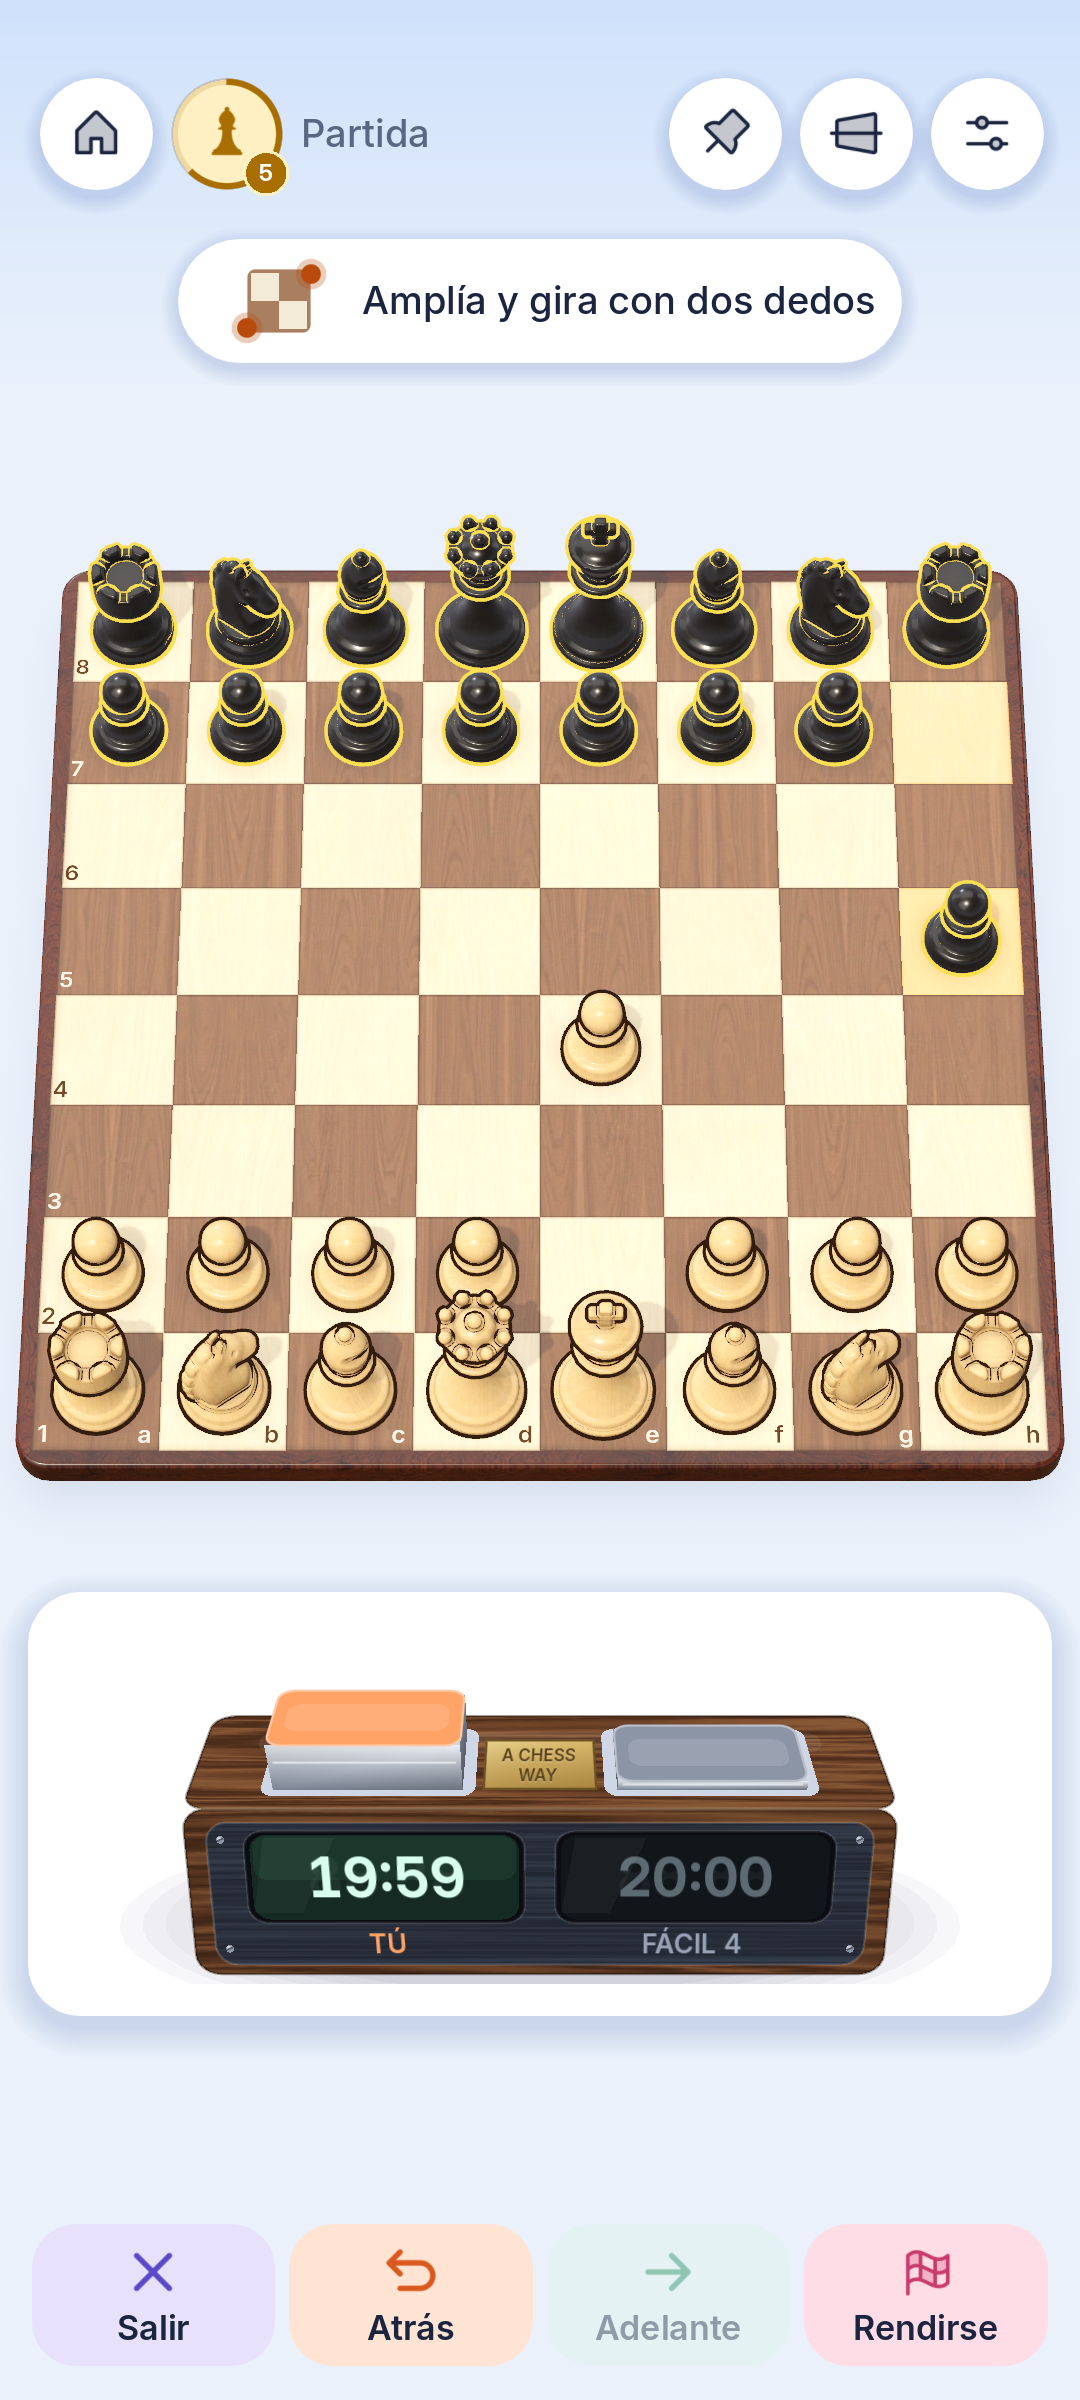 Partida
5
Amplía y gira con dos dedos
8
7
6
5
4
3
2
1 a b c d e f g h
A CHESS
WAY
19:59 20:00
TÚ FÁCIL 4
Salir Atrás Adelante Rendirse